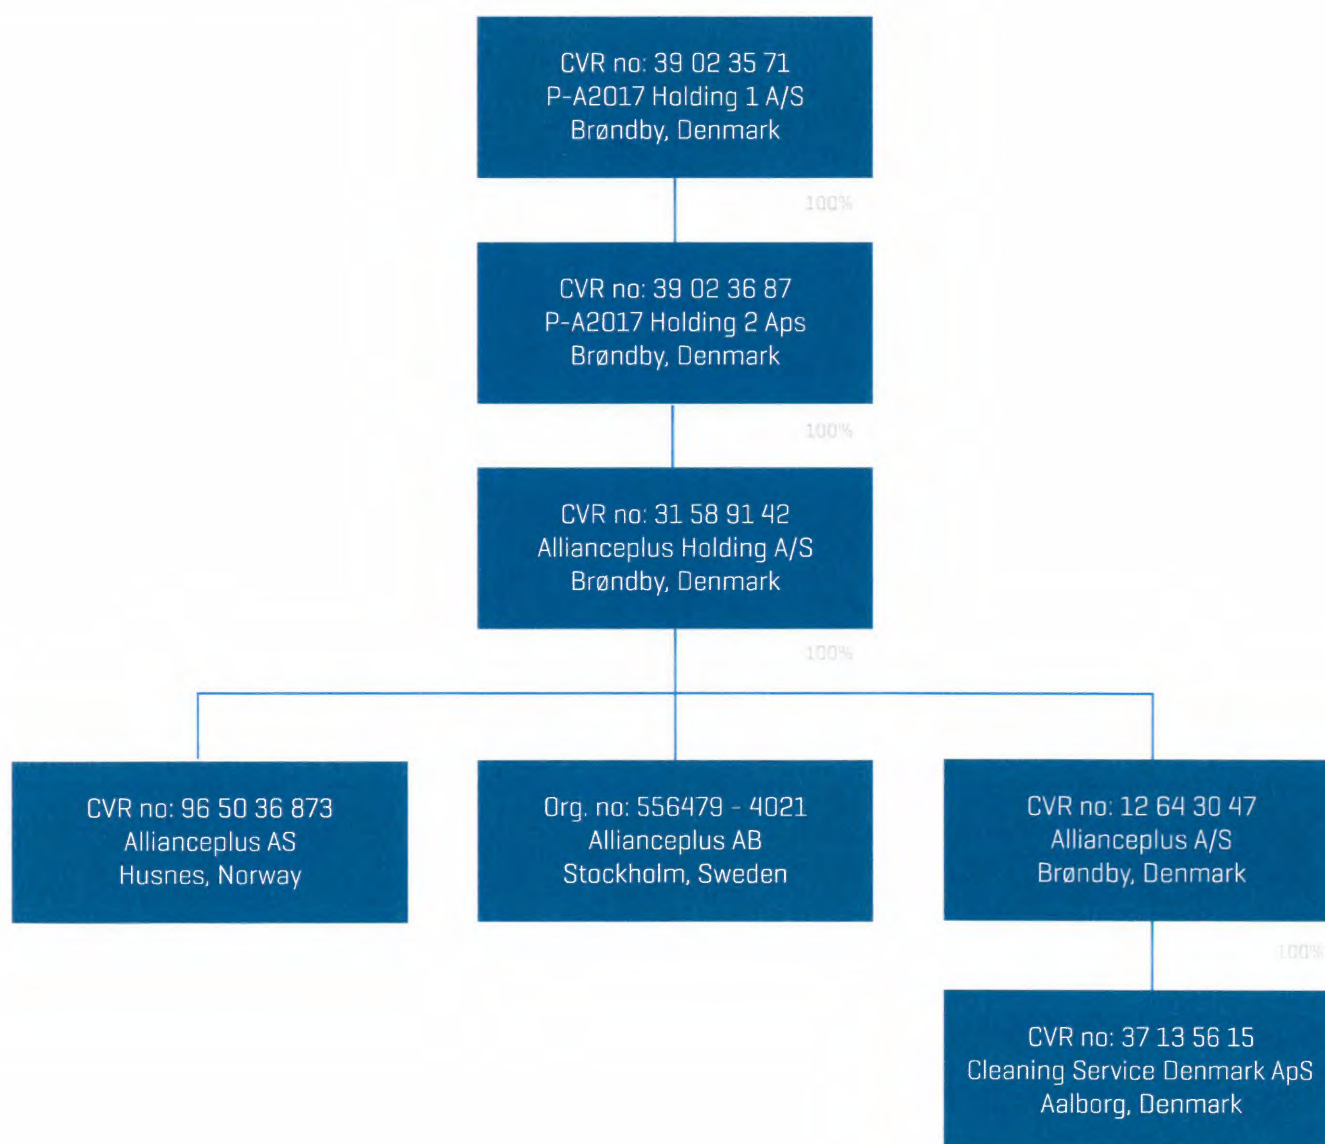 CVR no: 39 02 35 71
P-A2017 Holding 1 A/S
Brøndby, Denmark
100%
CVR no: 39 02 36 87
P-A2017 Holding 2 Aps
Brøndby, Denmark
100%
CVR no: 31 58 91 42
Allianceplus Holding A/S
Brøndby, Denmark
100%
CVR no: 96 50 36 873
Allianceplus AS
Husnes, Norway
Org. no: 556479 - 4021
Allianceplus AB
Stockholm, Sweden
CVR no: 12 64 30 47
Allianceplus A/S
Brøndby, Denmark
100%
CVR no: 37 13 56 15
Cleaning Service Denmark ApS
Aalborg, Denmark